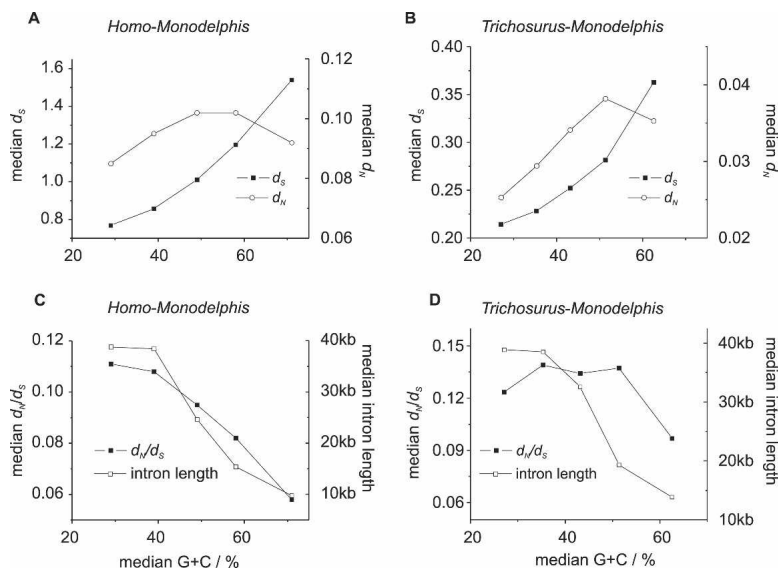 A
Homo-Monodelphis
1.6
1.4
1.2
1.0
0.8
median dS
0.12
0.10
0.08
0.06
median dN
dS
dN
20
40
60
B
Trichosurus-Monodelphis
0.40
0.35
0.30
0.25
0.20
median dS
0.04
0.03
0.02
median dN
dS
dN
20
40
60
C
Homo-Monodelphis
0.12
0.10
0.08
0.06
median dN/dS
40kb
30kb
20kb
10kb
median intron length
dN/dS
intron length
20
40
60
median G+C / %
D
Trichosurus-Monodelphis
0.15
0.12
0.09
0.06
median dN/dS
40kb
30kb
20kb
10kb
median intron length
dN/dS
intron length
20
40
60
median G+C / %